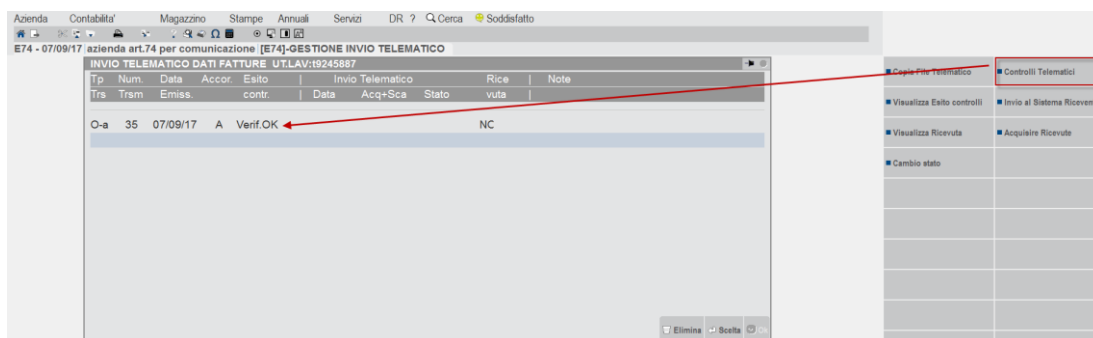 Azienda Contabilita' Magazzino Stampe Annuali Servizi DR ? Cerca Soddisfatto
E74 - 07/09/17 azienda art.74 per comunicazione [E74]-GESTIONE INVIO TELEMATICO
INVIO TELEMATICO DATI FATTURE UT.LAV:t9245887
Tp Num. Data Accor. Esito | Invio Telematico Rice | Note
Trs Trsm Emiss. contr. | Data Acq+Sca Stato vuta |
O-a 35 07/09/17 A Verif.OK NC
Elimina Scelta Ok
Copia File Telematico Controlli Telematici
Visualizza Esito controlli Invio al Sistema Riceven
Visualizza Ricevuta Acquisire Ricevute
Cambio stato